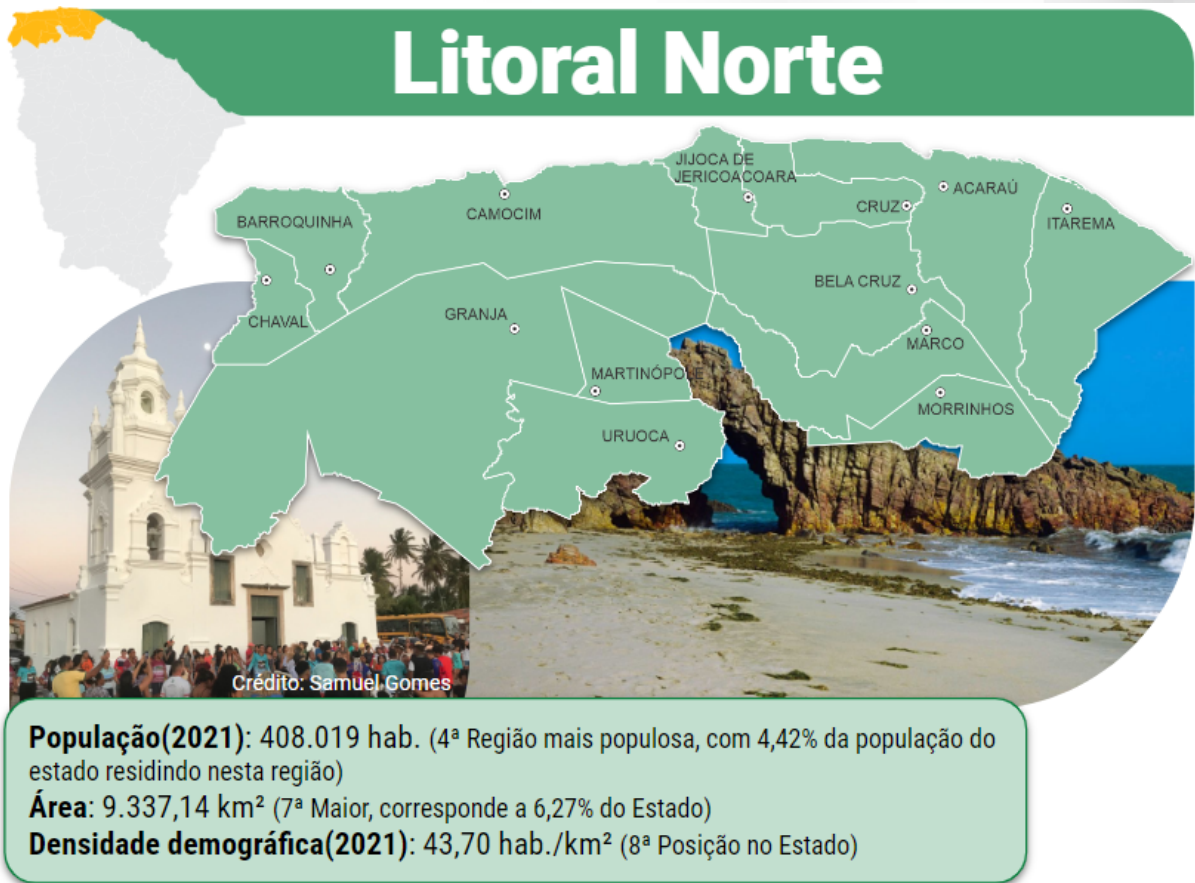 Litoral Norte
JIJOCA DE
JERICOACOARA
ACARAÚ
CRUZ
CAMOCIM
BARROQUINHA
ITAREMA
BELA CRUZ
GRANJA
CHAVAL
MARCO
MARTINÓPOLE
MORRINHOS
URUOCA
Crédito: Samuel Gomes
População(2021): 408.019 hab. (4ª Região mais populosa, com 4,42% da população do
estado residindo nesta região)
Área: 9.337,14 km² (7ª Maior, corresponde a 6,27% do Estado)
Densidade demográfica(2021): 43,70 hab./km² (8ª Posição no Estado)